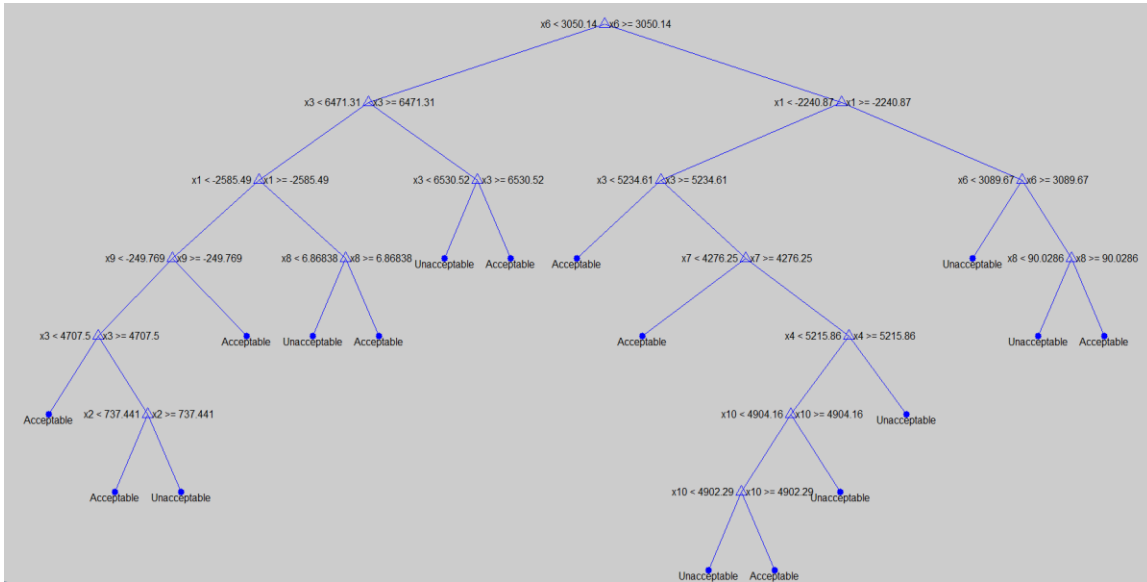 x6 < 3050.14 x6 >= 3050.14
x3 < 6471.31 x3 >= 6471.31
x1 < -2240.87 x1 >= -2240.87
x1 < -2585.49 x1 >= -2585.49
x3 < 6530.52 x3 >= 6530.52
x3 < 5234.61 x3 >= 5234.61
x6 < 3089.67 x6 >= 3089.67
x9 < -249.769 x9 >= -249.769
x8 < 6.86838 x8 >= 6.86838
Unacceptable
Acceptable
Acceptable
x7 < 4276.25 x7 >= 4276.25
Unacceptable
x8 < 90.0286 x8 >= 90.0286
x3 < 4707.5 x3 >= 4707.5
Acceptable
Unacceptable
Acceptable
Acceptable
x4 < 5215.86 x4 >= 5215.86
Unacceptable
Acceptable
Acceptable
x2 < 737.441 x2 >= 737.441
x10 < 4904.16 x10 >= 4904.16
Unacceptable
Acceptable
Unacceptable
x10 < 4902.29 x10 >= 4902.29
Unacceptable
Unacceptable
Acceptable